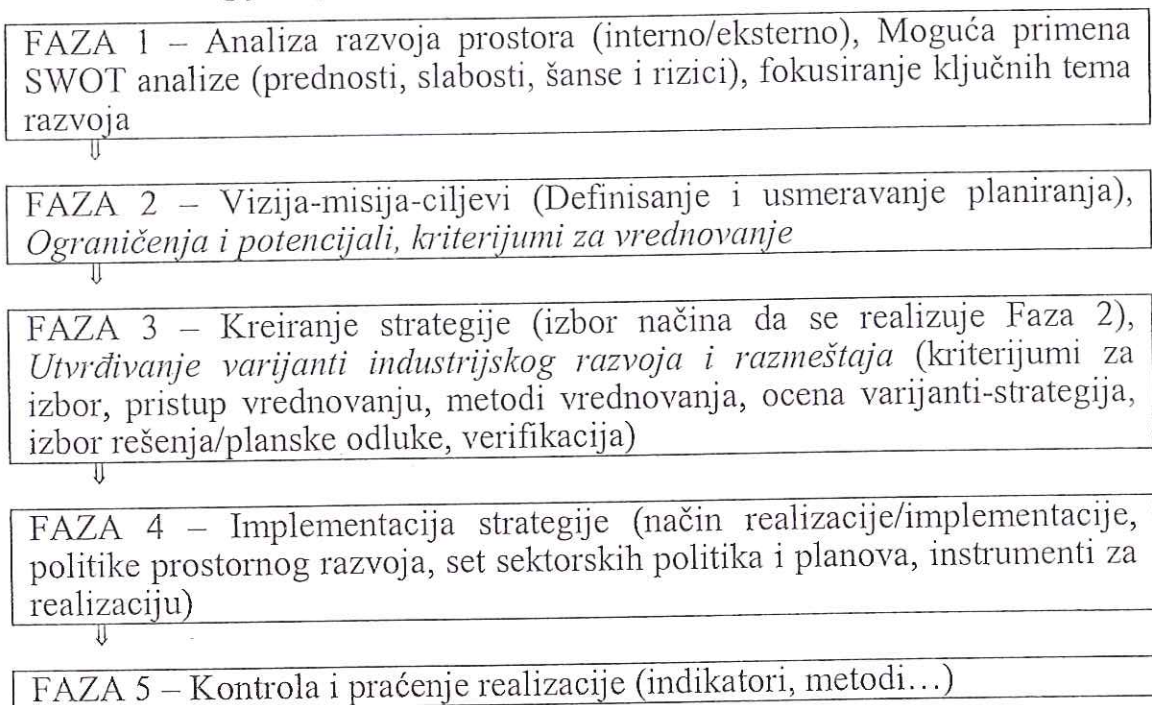 FAZA 1 – Analiza razvoja prostora (interno/eksterno), Moguća primena
SWOT analize (prednosti, slabosti, šanse i rizici), fokusiranje ključnih tema
razvoja
⇓
FAZA 2 – Vizija-misija-ciljevi (Definisanje i usmeravanje planiranja),
Ograničenja i potencijali, kriterijumi za vrednovanje
⇓
FAZA 3 – Kreiranje strategije (izbor načina da se realizuje Faza 2),
Utvrđivanje varijanti industrijskog razvoja i razmeštaja (kriterijumi za
izbor, pristup vrednovanju, metodi vrednovanja, ocena varijanti-strategija,
izbor rešenja/planske odluke, verifikacija)
⇓
FAZA 4 – Implementacija strategije (način realizacije/implementacije,
politike prostornog razvoja, set sektorskih politika i planova, instrumenti za
realizaciju)
⇓
FAZA 5 – Kontrola i praćenje realizacije (indikatori, metodi…)